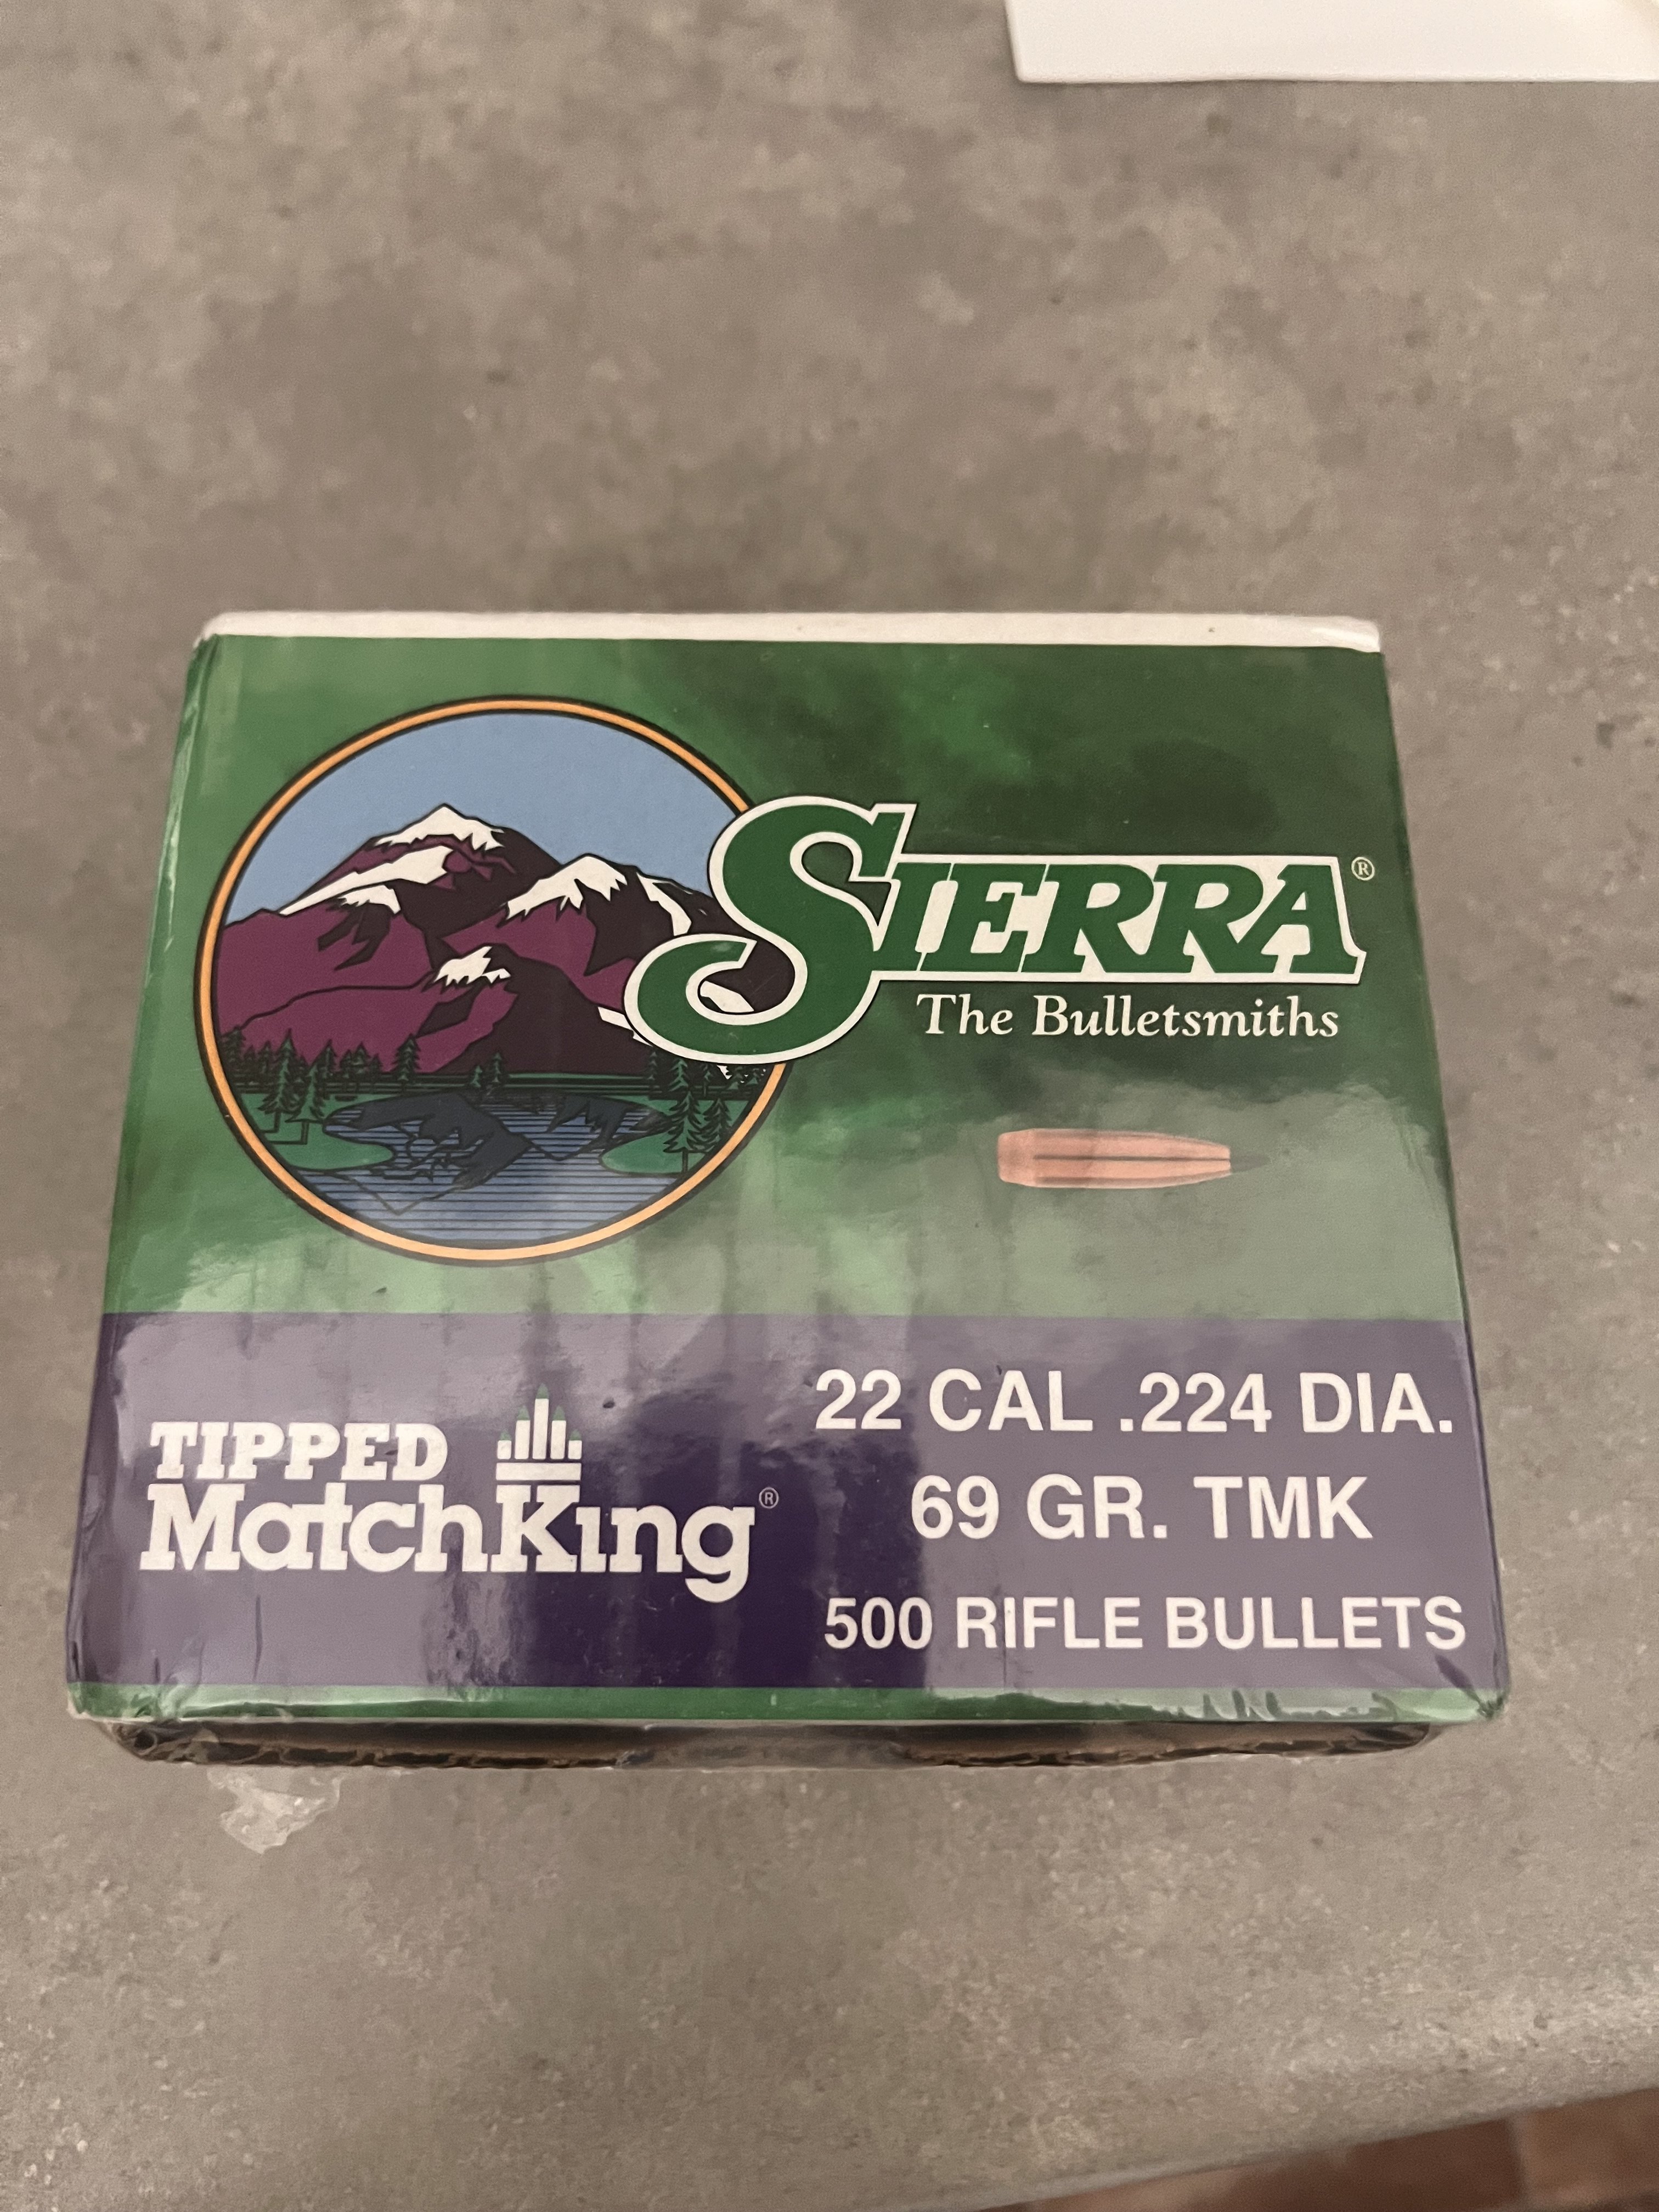 SIERRA®
The Bulletsmiths
TIPPED
MatchKing®
22 CAL .224 DIA.
69 GR. TMK
500 RIFLE BULLETS